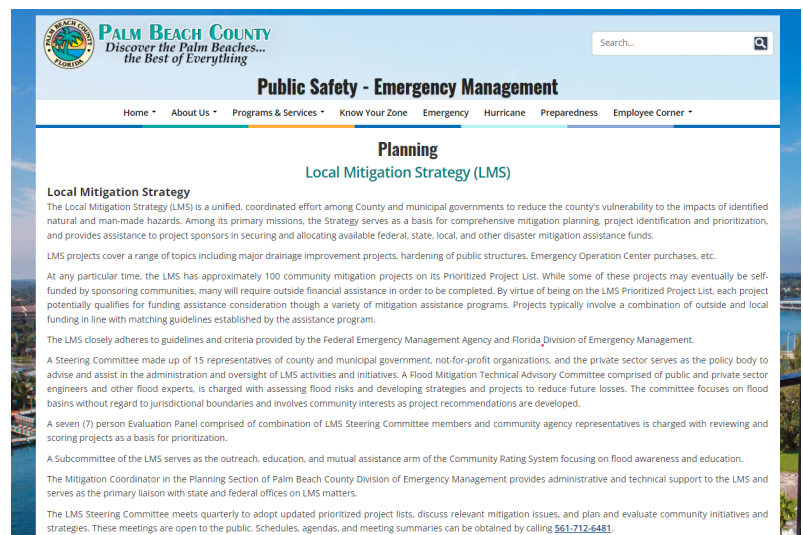 PALM BEACH COUNTY
Discover the Palm Beaches...
the Best of Everything
PALM BEACH COUNTY
FLORIDA
Search...
Public Safety - Emergency Management
Home About Us Programs & Services Know Your Zone Emergency Hurricane Preparedness Employee Corner
Planning
Local Mitigation Strategy (LMS)
Local Mitigation Strategy
The Local Mitigation Strategy (LMS) is a unified, coordinated effort among County and municipal governments to reduce the county's vulnerability to the impacts of identified
natural and man-made hazards. Among its primary missions, the Strategy serves as a basis for comprehensive mitigation planning, project identification and prioritization,
and provides assistance to project sponsors in securing and allocating available federal, state, local, and other disaster mitigation assistance funds.
LMS projects cover a range of topics including major drainage improvement projects, hardening of public structures, Emergency Operation Center purchases, etc.
At any particular time, the LMS has approximately 100 community mitigation projects on its Prioritized Project List. While some of these projects may eventually be self-
funded by sponsoring communities, many will require outside financial assistance in order to be completed. By virtue of being on the LMS Prioritized Project List, each project
potentially qualifies for funding assistance consideration though a variety of mitigation assistance programs. Projects typically involve a combination of outside and local
funding in line with matching guidelines established by the assistance program.
The LMS closely adheres to guidelines and criteria provided by the Federal Emergency Management Agency and Florida Division of Emergency Management.
A Steering Committee made up of 15 representatives of county and municipal government, not-for-profit organizations, and the private sector serves as the policy body to
advise and assist in the administration and oversight of LMS activities and initiatives. A Flood Mitigation Technical Advisory Committee comprised of public and private sector
engineers and other flood experts, is charged with assessing flood risks and developing strategies and projects to reduce future losses. The committee focuses on flood
basins without regard to jurisdictional boundaries and involves community interests as project recommendations are developed.
A seven (7) person Evaluation Panel comprised of combination of LMS Steering Committee members and community agency representatives is charged with reviewing and
scoring projects as a basis for prioritization.
A Subcommittee of the LMS serves as the outreach, education, and mutual assistance arm of the Community Rating System focusing on flood awareness and education.
The Mitigation Coordinator in the Planning Section of Palm Beach County Division of Emergency Management provides administrative and technical support to the LMS and
serves as the primary liaison with state and federal offices on LMS matters.
The LMS Steering Committee meets quarterly to adopt updated prioritized project lists, discuss relevant mitigation issues, and plan and evaluate community initiatives and
strategies. These meetings are open to the public. Schedules, agendas, and meeting summaries can be obtained by calling 561-712-6481.